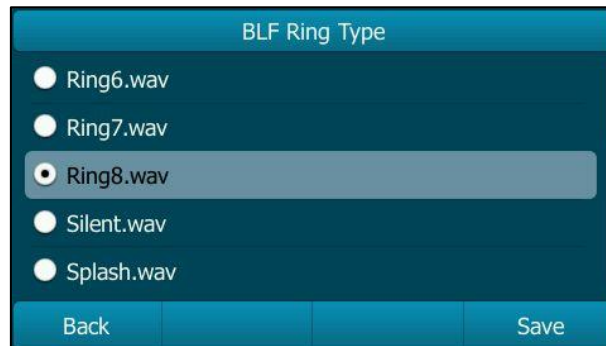 BLF Ring Type
Ring6.wav
Ring7.wav
Ring8.wav
Silent.wav
Splash.wav
Back Save